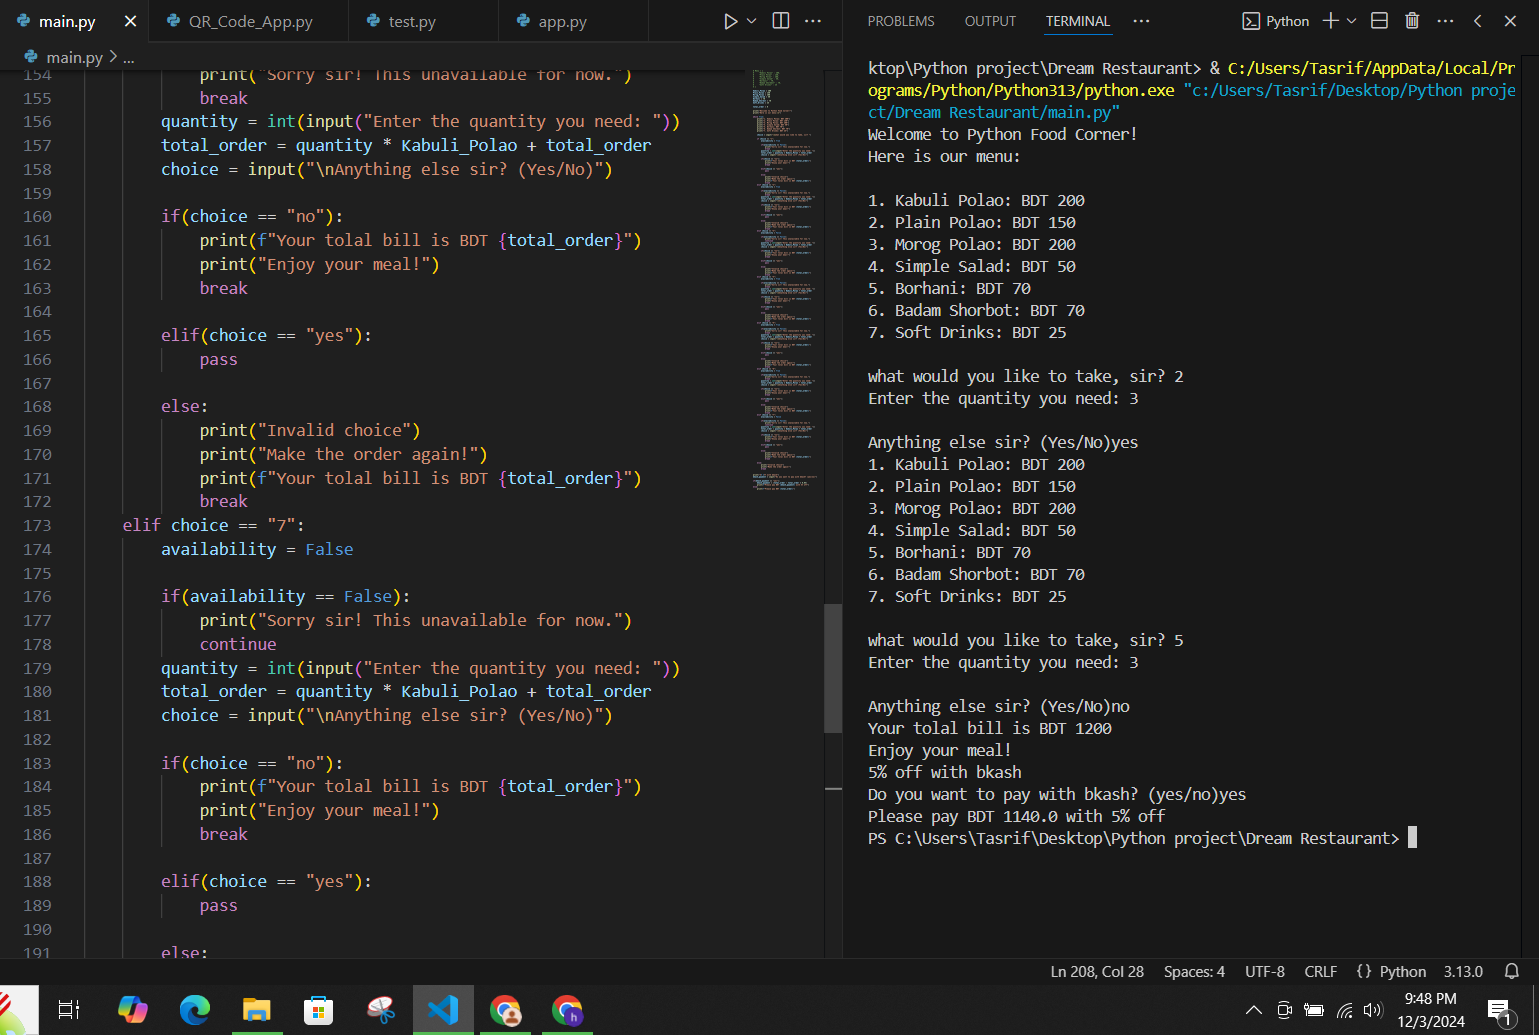 main.py
QR_Code_App.py
test.py
app.py
main.py > ...
154 print("Sorry sir! This unavailable for now.")
155 break
156 quantity = int(input("Enter the quantity you need: "))
157 total_order = quantity * Kabuli_Polao + total_order
158 choice = input("\nAnything else sir? (Yes/No)")
159
160 if(choice == "no"):
161 print(f"Your tolal bill is BDT {total_order}")
162 print("Enjoy your meal!")
163 break
164
165 elif(choice == "yes"):
166 pass
167
168 else:
169 print("Invalid choice")
170 print("Make the order again!")
171 print(f"Your tolal bill is BDT {total_order}")
172 break
173 elif choice == "7":
174 availability = False
175
176 if(availability == False):
177 print("Sorry sir! This unavailable for now.")
178 continue
179 quantity = int(input("Enter the quantity you need: "))
180 total_order = quantity * Kabuli_Polao + total_order
181 choice = input("\nAnything else sir? (Yes/No)")
182
183 if(choice == "no"):
184 print(f"Your tolal bill is BDT {total_order}")
185 print("Enjoy your meal!")
186 break
187
188 elif(choice == "yes"):
189 pass
190
191 else:
PROBLEMS OUTPUT TERMINAL ... Python
ktop\Python project\Dream Restaurant> & C:/Users/Tasrif/AppData/Local/Pr
ograms/Python/Python313/python.exe "c:/Users/Tasrif/Desktop/Python proje
ct/Dream Restaurant/main.py"
Welcome to Python Food Corner!
Here is our menu:
1. Kabuli Polao: BDT 200
2. Plain Polao: BDT 150
3. Morog Polao: BDT 200
4. Simple Salad: BDT 50
5. Borhani: BDT 70
6. Badam Shorbot: BDT 70
7. Soft Drinks: BDT 25
what would you like to take, sir? 2
Enter the quantity you need: 3
Anything else sir? (Yes/No)yes
1. Kabuli Polao: BDT 200
2. Plain Polao: BDT 150
3. Morog Polao: BDT 200
4. Simple Salad: BDT 50
5. Borhani: BDT 70
6. Badam Shorbot: BDT 70
7. Soft Drinks: BDT 25
what would you like to take, sir? 5
Enter the quantity you need: 3
Anything else sir? (Yes/No)no
Your tolal bill is BDT 1200
Enjoy your meal!
5% off with bkash
Do you want to pay with bkash? (yes/no)yes
Please pay BDT 1140.0 with 5% off
PS C:\Users\Tasrif\Desktop\Python project\Dream Restaurant>
Ln 208, Col 28 Spaces: 4 UTF-8 CRLF {} Python 3.13.0
h
9:48 PM
12/3/2024
1